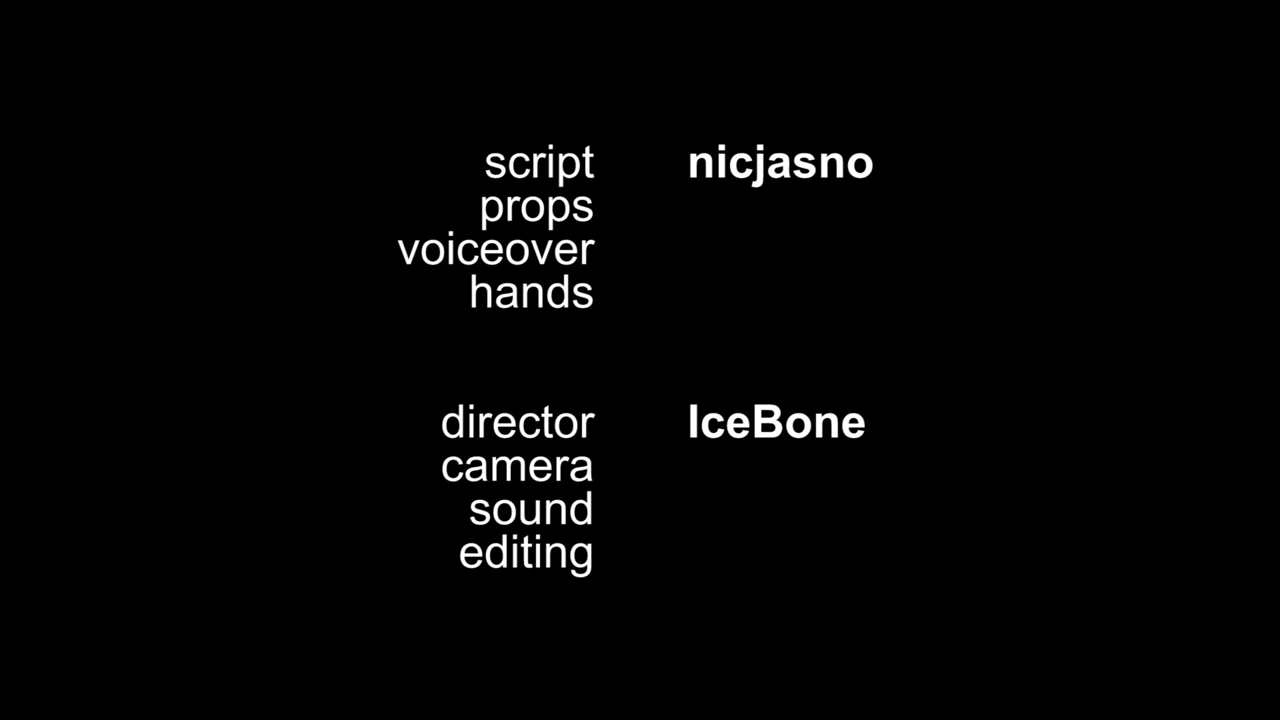 script nicjasno
props
voiceover
hands
director IceBone
camera
sound
editing